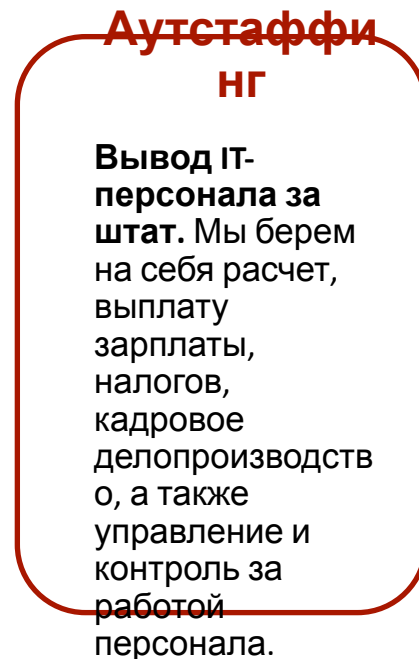 Аутстаффи
нг
Вывод IT-
персонала за
штат. Мы берем
на себя расчет,
выплату
зарплаты,
налогов,
кадровое
делопроизводств
о, а также
управление и
контроль за
работой
персонала.